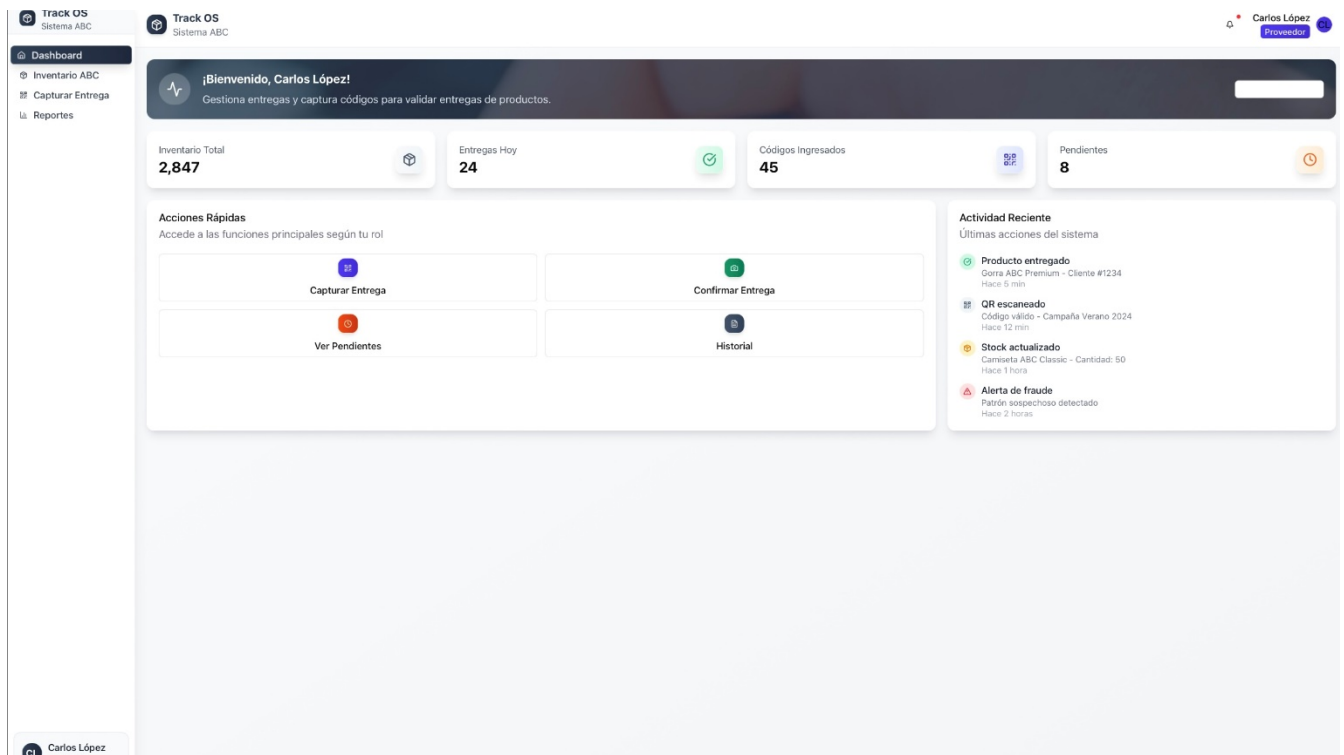 Track OS
Sistema ABC
Dashboard
Inventario ABC
Capturar Entrega
Reportes
CL
Carlos López
Track OS
Sistema ABC
Carlos López
Proveedor
CL
¡Bienvenido, Carlos López!
Gestiona entregas y captura códigos para validar entregas de productos.
Inventario Total
2,847
Entregas Hoy
24
Códigos Ingresados
45
Pendientes
8
Acciones Rápidas
Accede a las funciones principales según tu rol
Capturar Entrega
Confirmar Entrega
Ver Pendientes
Historial
Actividad Reciente
Últimas acciones del sistema
Producto entregado
Gorra ABC Premium - Cliente #1234
Hace 5 min
QR escaneado
Código válido - Campaña Verano 2024
Hace 12 min
Stock actualizado
Camiseta ABC Classic - Cantidad: 50
Hace 1 hora
Alerta de fraude
Patrón sospechoso detectado
Hace 2 horas